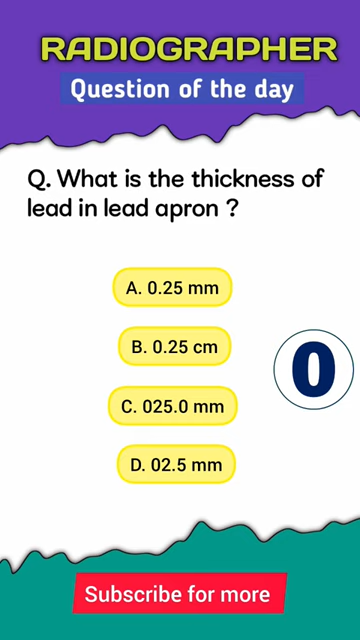 RADIOGRAPHER
Question of the day
Q. What is the thickness of
lead in lead apron ?
A. 0.25 mm
B. 0.25 cm
0
C. 025.0 mm
D. 02.5 mm
Subscribe for more